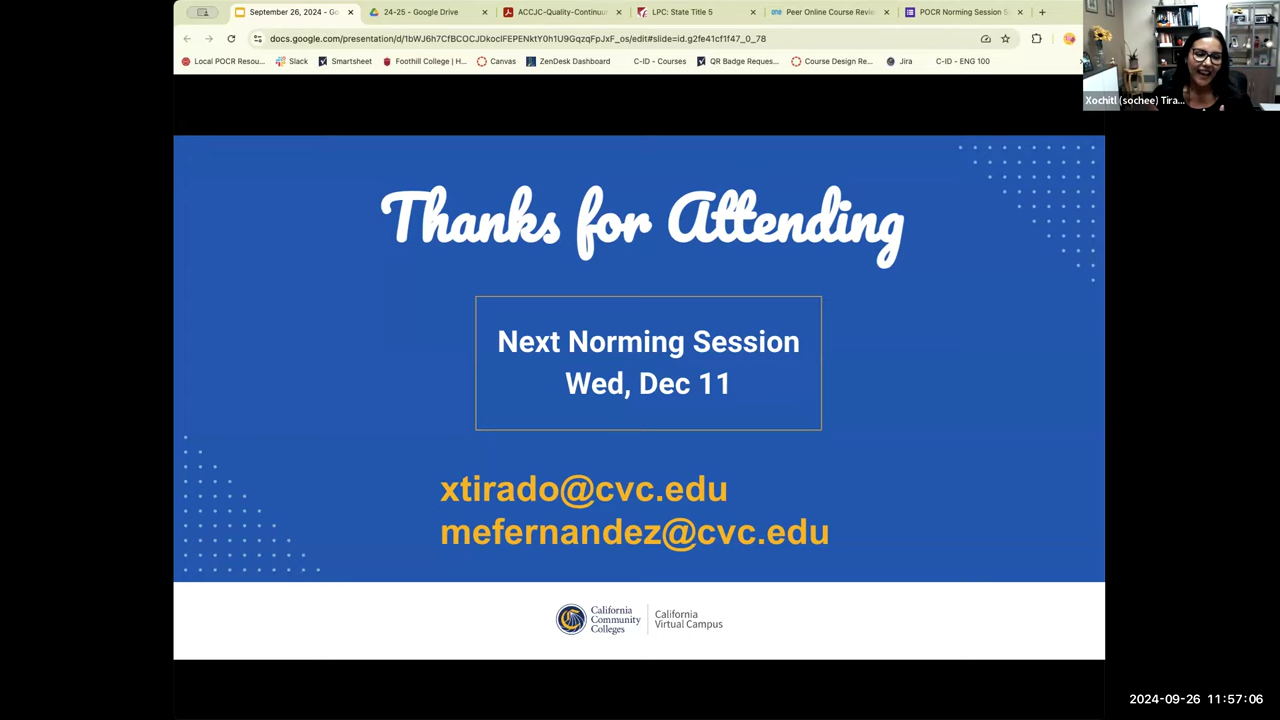 September 26, 2024 - Go
24-25 - Google Drive
ACCJC-Quality-Continuu
LPC: State Title 5
Peer Online Course Revie
POCR Norming Session S
docs.google.com/presentation/d/1bWJ6h7CfBCOCJDkoclFEPENktY0h1U9GqzqFpJxF_os/edit#slide=id.g2fe41cf1f47_0_78
Local POCR Resou...
Slack
Smartsheet
Foothill College | H...
Canvas
ZenDesk Dashboard
C-ID - Courses
QR Badge Reques...
Course Design Re...
Jira
C-ID - ENG 100
Xochitl (sochee) Tira...
Thanks for Attending
Next Norming Session
Wed, Dec 11
xtirado@cvc.edu
mefernandez@cvc.edu
California
Community
Colleges
California
Virtual Campus
2024-09-26 11:57:06